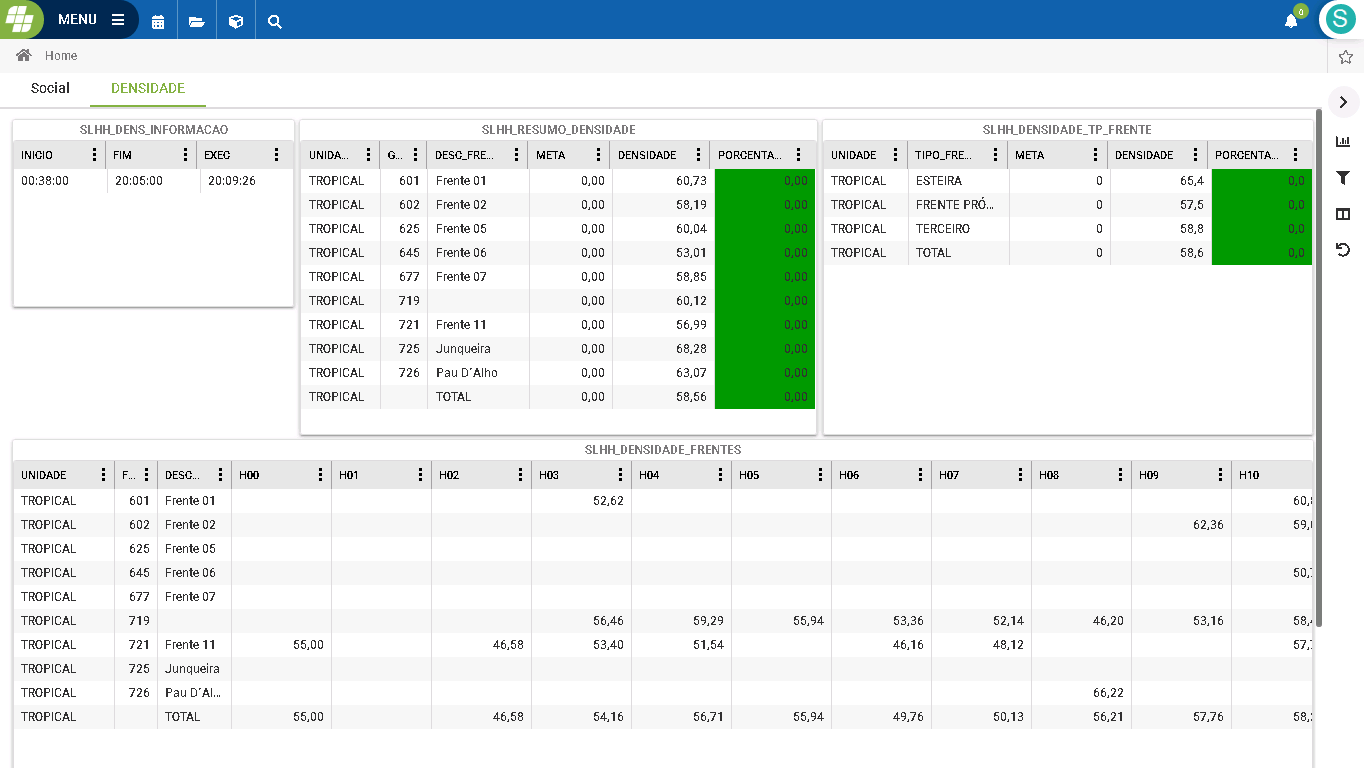 MENU
0
S
Home
Social DENSIDADE
SLHH_DENS_INFORMACAO
INICIO FIM EXEC
00:38:00 20:05:00 20:09:26
SLHH_RESUMO_DENSIDADE
UNIDA... G... DESC_FRE... META DENSIDADE PORCENTA...
TROPICAL 601 Frente 01 0,00 60,73 0,00
TROPICAL 602 Frente 02 0,00 58,19 0,00
TROPICAL 625 Frente 05 0,00 60,04 0,00
TROPICAL 645 Frente 06 0,00 53,01 0,00
TROPICAL 677 Frente 07 0,00 58,85 0,00
TROPICAL 719 0,00 60,12 0,00
TROPICAL 721 Frente 11 0,00 56,99 0,00
TROPICAL 725 Junqueira 0,00 68,28 0,00
TROPICAL 726 Pau D´Alho 0,00 63,07 0,00
TROPICAL TOTAL 0,00 58,56 0,00
SLHH_DENSIDADE_TP_FRENTE
UNIDADE TIPO_FRE... META DENSIDADE PORCENTA...
TROPICAL ESTEIRA 0 65,4 0,0
TROPICAL FRENTE PRÓ... 0 57,5 0,0
TROPICAL TERCEIRO 0 58,8 0,0
TROPICAL TOTAL 0 58,6 0,0
SLHH_DENSIDADE_FRENTES
UNIDADE F... DESC... H00 H01 H02 H03 H04 H05 H06 H07 H08 H09 H10
TROPICAL 601 Frente 01 52,62
TROPICAL 602 Frente 02 62,36
TROPICAL 625 Frente 05
TROPICAL 645 Frente 06
TROPICAL 677 Frente 07
TROPICAL 719 56,46 59,29 55,94 53,36 52,14 46,20 53,16
TROPICAL 721 Frente 11 55,00 46,58 53,40 51,54 46,16 48,12
TROPICAL 725 Junqueira
TROPICAL 726 Pau D´Al... 66,22
TROPICAL TOTAL 55,00 46,58 54,16 56,71 55,94 49,76 50,13 56,21 57,76